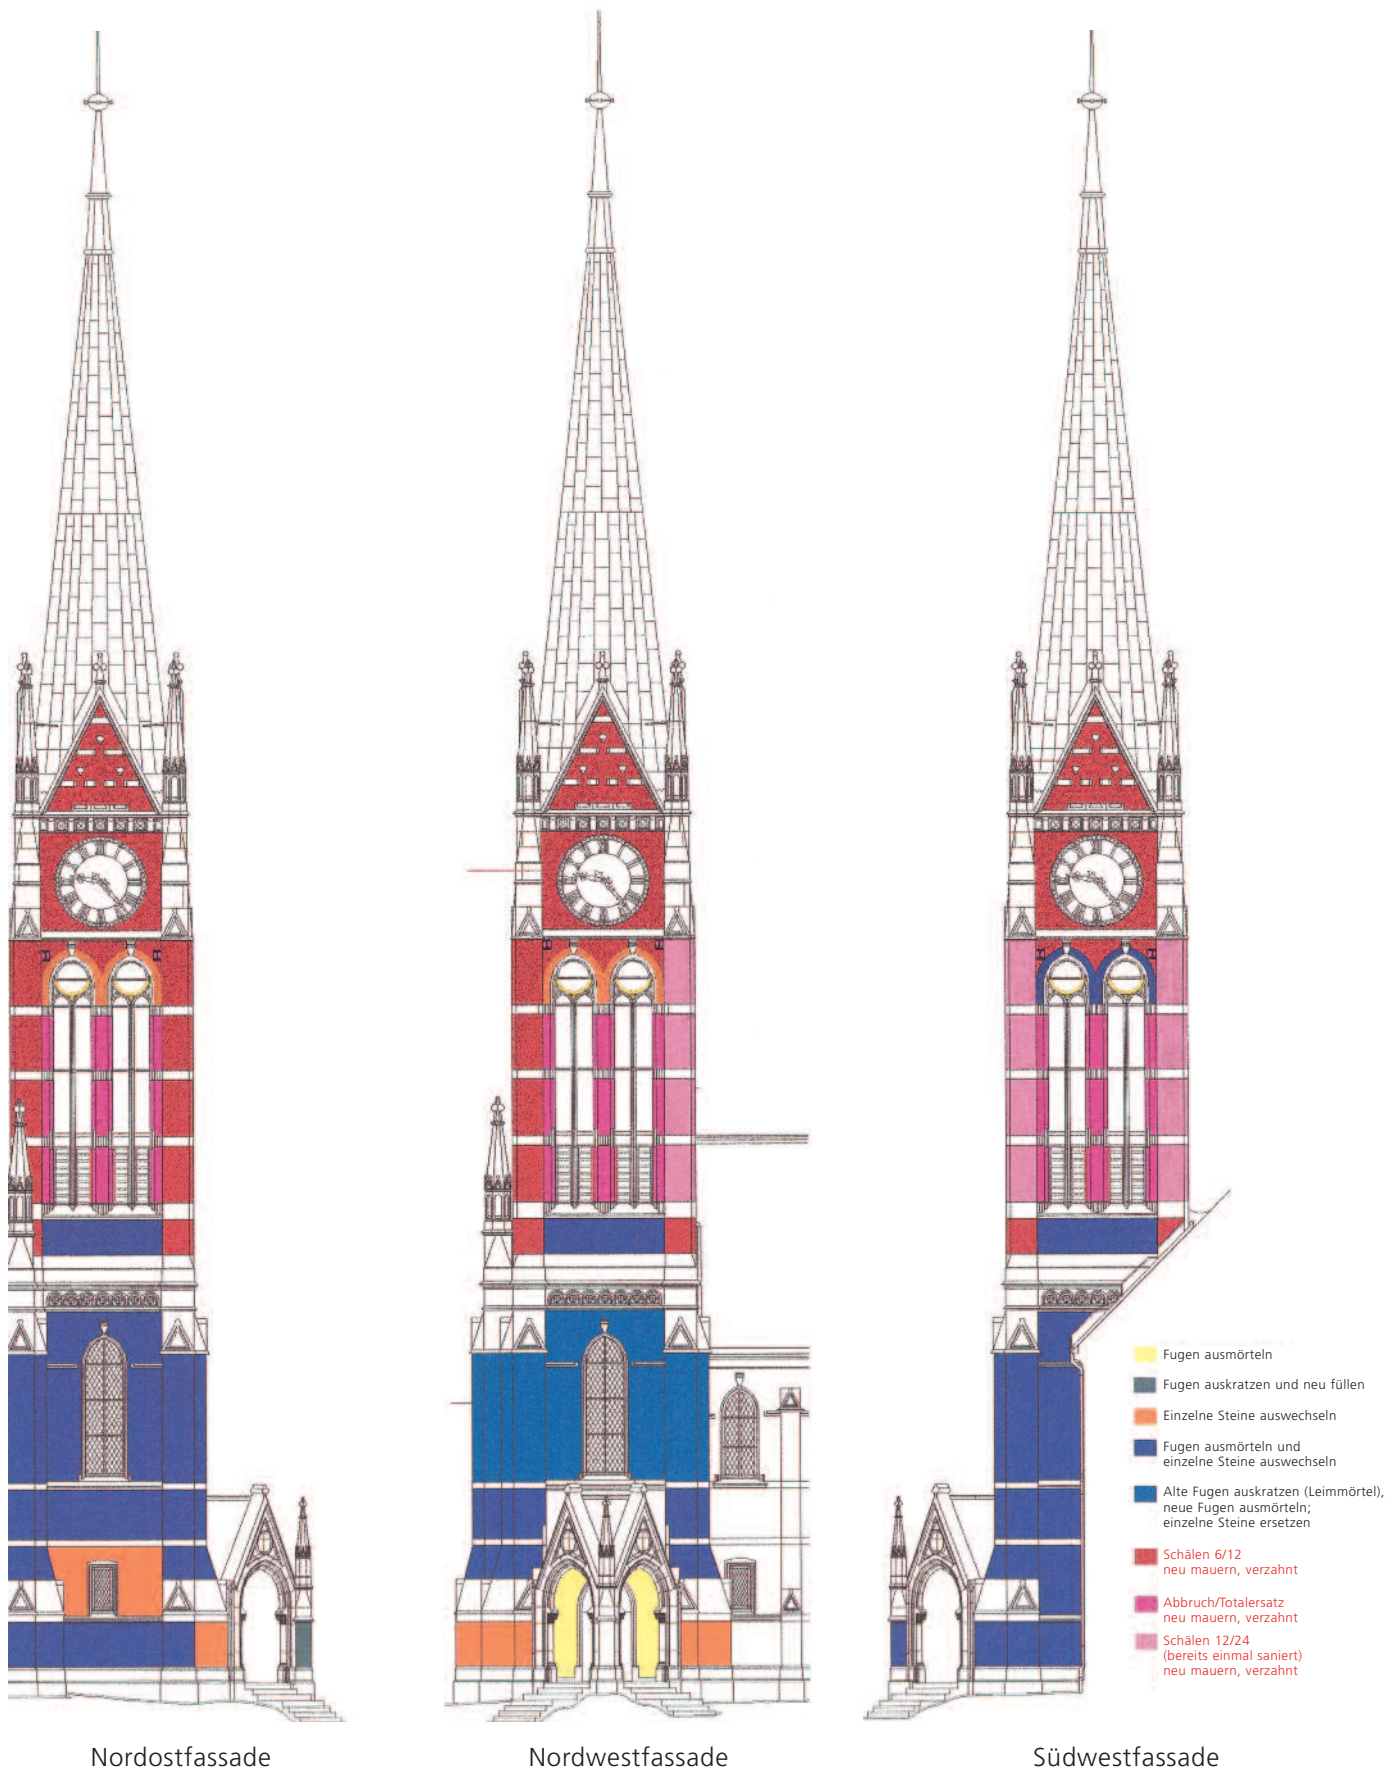 Fugen ausmörteln
Fugen auskratzen und neu füllen
Einzelne Steine auswechseln
Fugen ausmörteln und
einzelne Steine auswechseln
Alte Fugen auskratzen (Leimmörtel),
neue Fugen ausmörteln;
einzelne Steine ersetzen
Schälen 6/12
neu mauern, verzahnt
Abbruch/Totalersatz
neu mauern, verzahnt
Schälen 12/24
(bereits einmal saniert)
neu mauern, verzahnt
Nordostfassade
Nordwestfassade
Südwestfassade